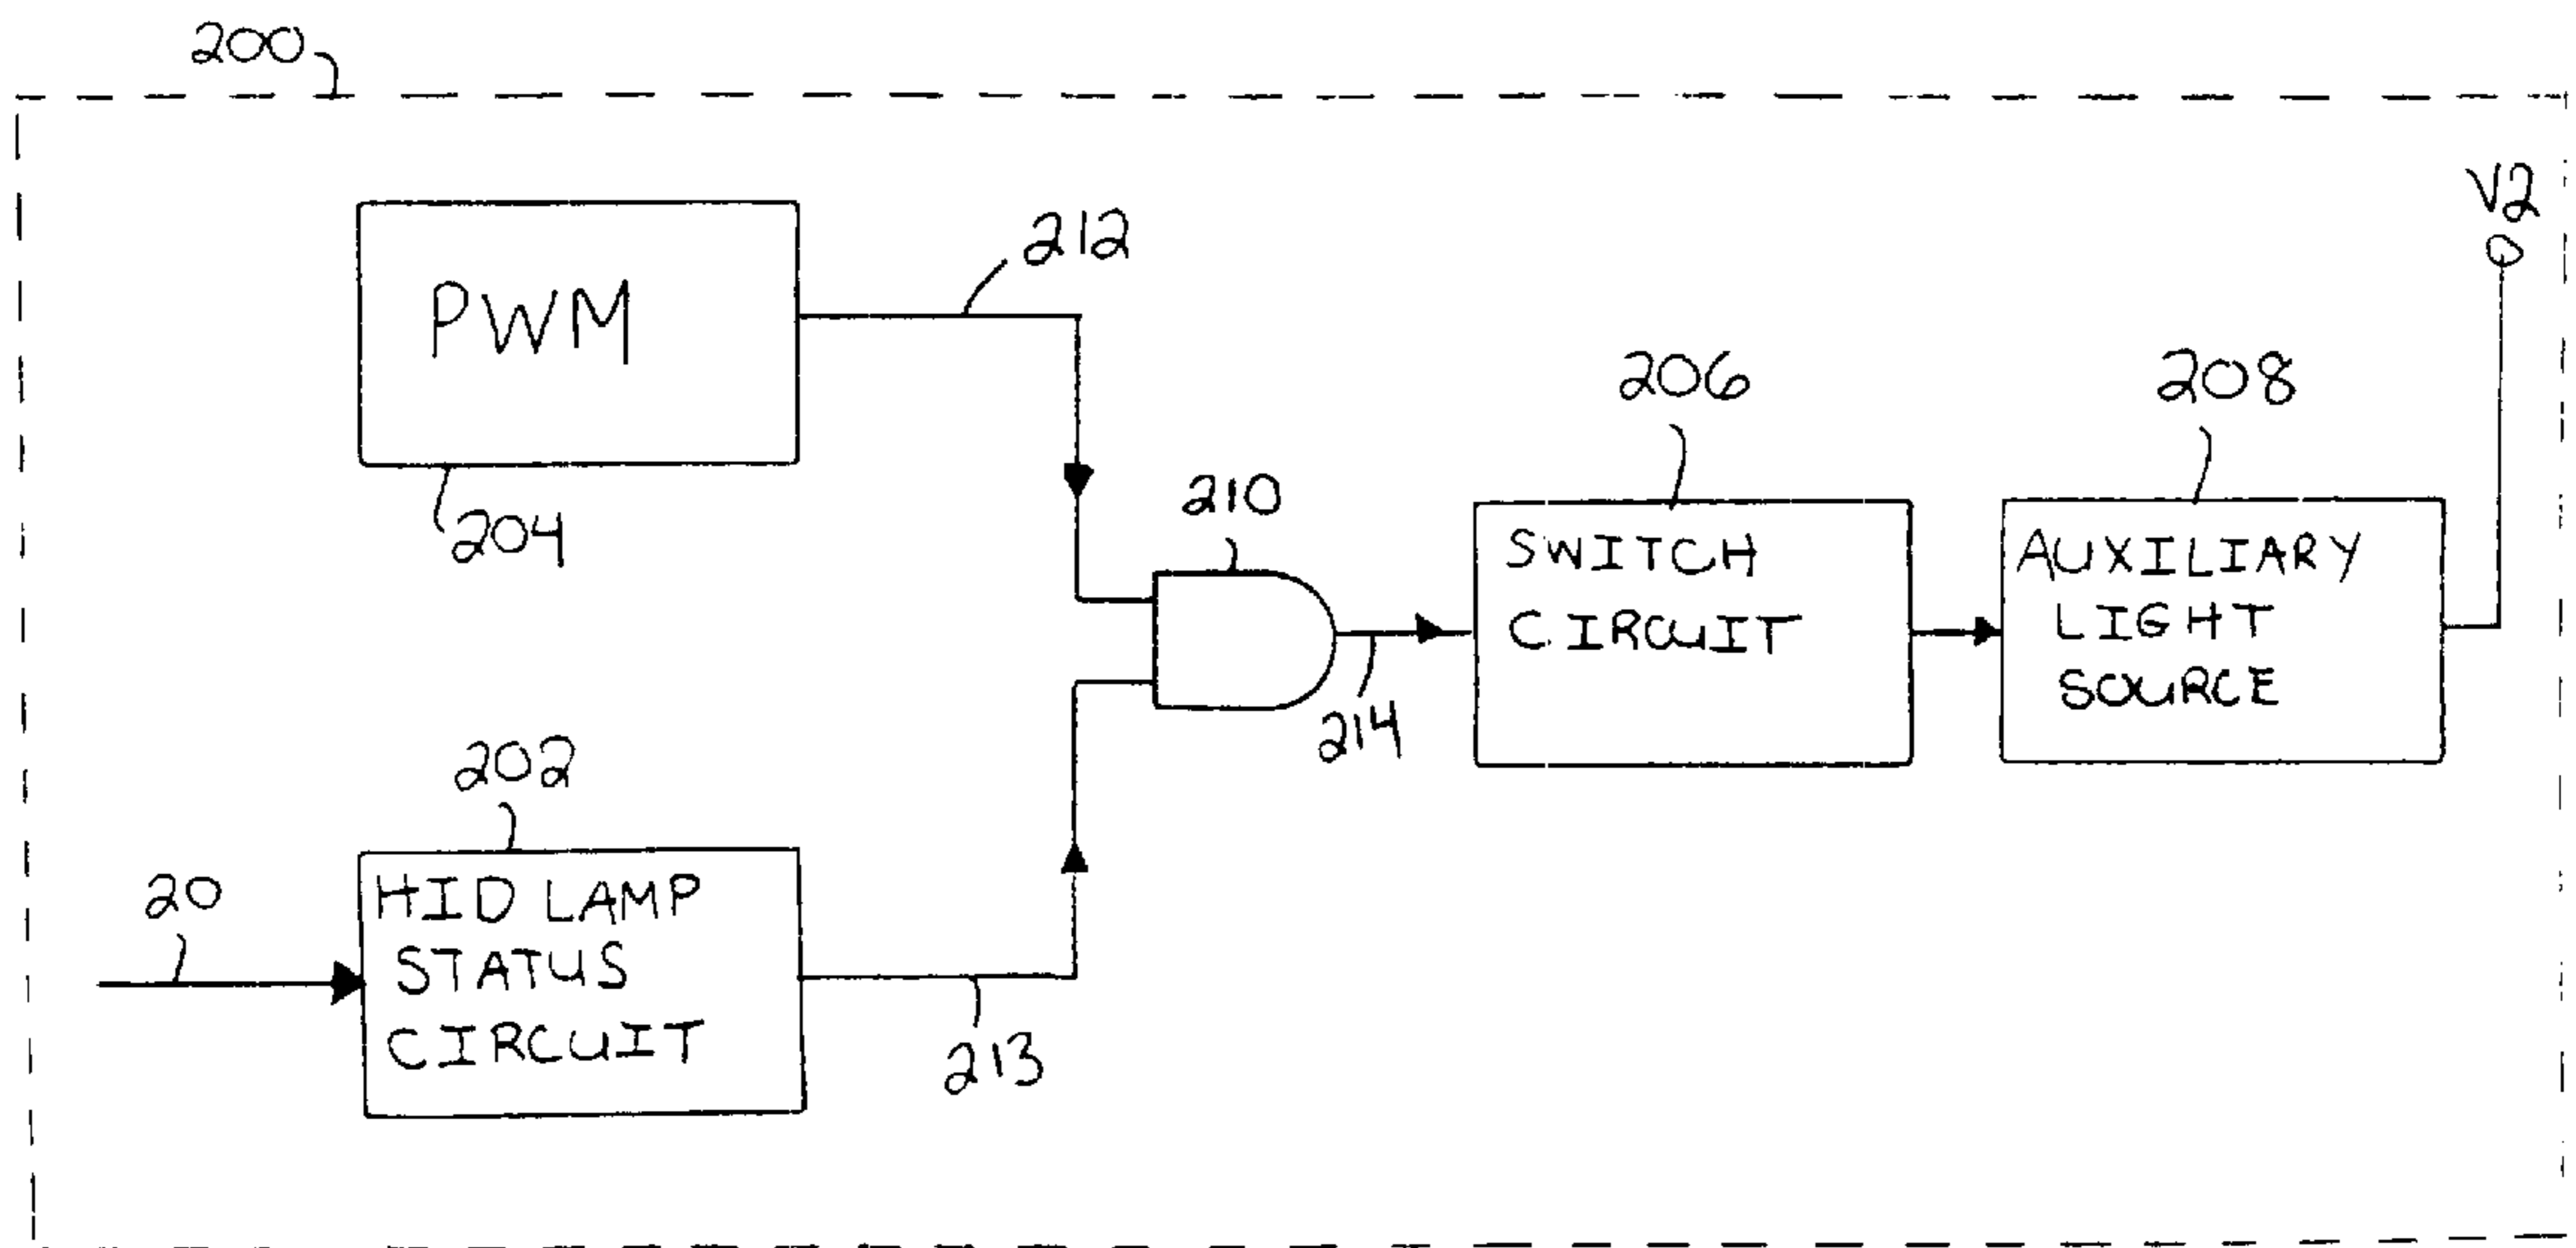 200
V2
212
PWM
204
206
208
210
SWITCH
CIRCUIT
AUXILIARY
LIGHT
SOURCE
214
202
20
HID LAMP
STATUS
CIRCUIT
213